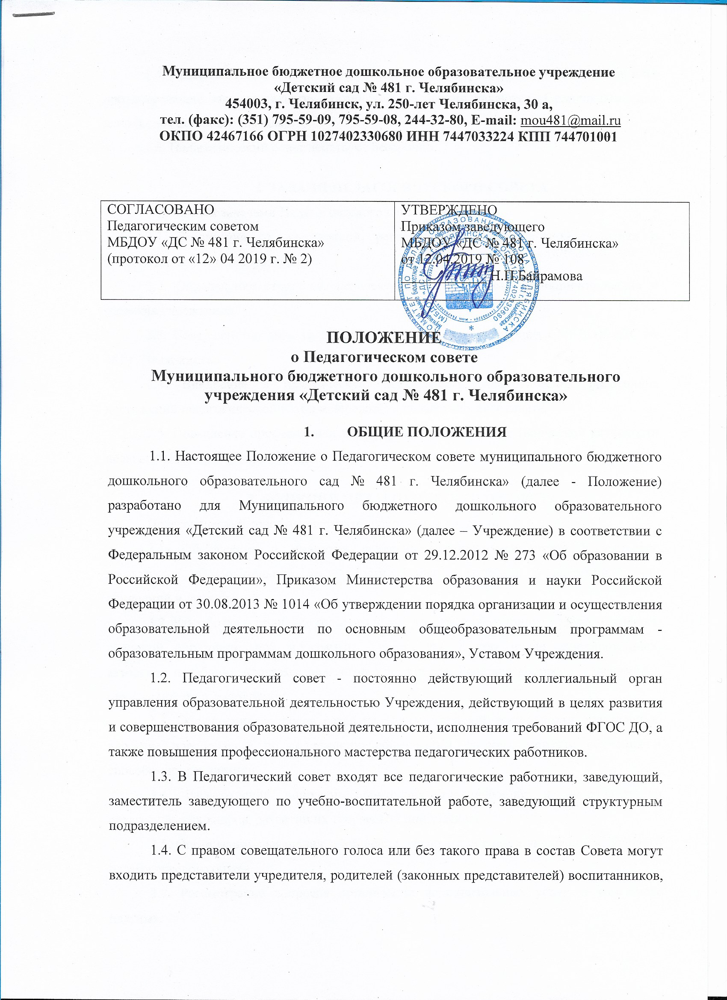 Муниципальное бюджетное дошкольное образовательное учреждение
«Детский сад № 481 г. Челябинска»
454003, г. Челябинск, ул. 250-лет Челябинска, 30 а,
тел. (факс): (351) 795-59-09, 795-59-08, 244-32-80, E-mail: mou481@mail.ru
ОКПО 42467166 ОГРН 1027402330680 ИНН 7447033224 КПП 744701001
СОГЛАСОВАНО
Педагогическим советом
МБДОУ «ДС № 481 г. Челябинска»
(протокол от «12» 04 2019 г. № 2)
УТВЕРЖДЕНО
Приказом заведующего
МБДОУ «ДС № 481 г. Челябинска»
от 12.04.2019 № 108
____________ Н.П.Байрамова
КОМИТЕТ ПО ДЕЛАМ ОБРАЗОВАНИЯ ГОРОДА ЧЕЛЯБИНСКА
ПОЛОЖЕНИЕ
о Педагогическом совете
Муниципального бюджетного дошкольного образовательного
учреждения «Детский сад № 481 г. Челябинска»
1. ОБЩИЕ ПОЛОЖЕНИЯ
1.1. Настоящее Положение о Педагогическом совете муниципального бюджетного
дошкольного образовательного сад № 481 г. Челябинска» (далее - Положение)
разработано для Муниципального бюджетного дошкольного образовательного
учреждения «Детский сад № 481 г. Челябинска» (далее – Учреждение) в соответствии с
Федеральным законом Российской Федерации от 29.12.2012 № 273 «Об образовании в
Российской Федерации», Приказом Министерства образования и науки Российской
Федерации от 30.08.2013 № 1014 «Об утверждении порядка организации и осуществления
образовательной деятельности по основным общеобразовательным программам -
образовательным программам дошкольного образования», Уставом Учреждения.
1.2. Педагогический совет - постоянно действующий коллегиальный орган
управления образовательной деятельностью Учреждения, действующий в целях развития
и совершенствования образовательной деятельности, исполнения требований ФГОС ДО, а
также повышения профессионального мастерства педагогических работников.
1.3. В Педагогический совет входят все педагогические работники, заведующий,
заместитель заведующего по учебно-воспитательной работе, заведующий структурным
подразделением.
1.4. С правом совещательного голоса или без такого права в состав Совета могут
входить представители учредителя, родителей (законных представителей) воспитанников,